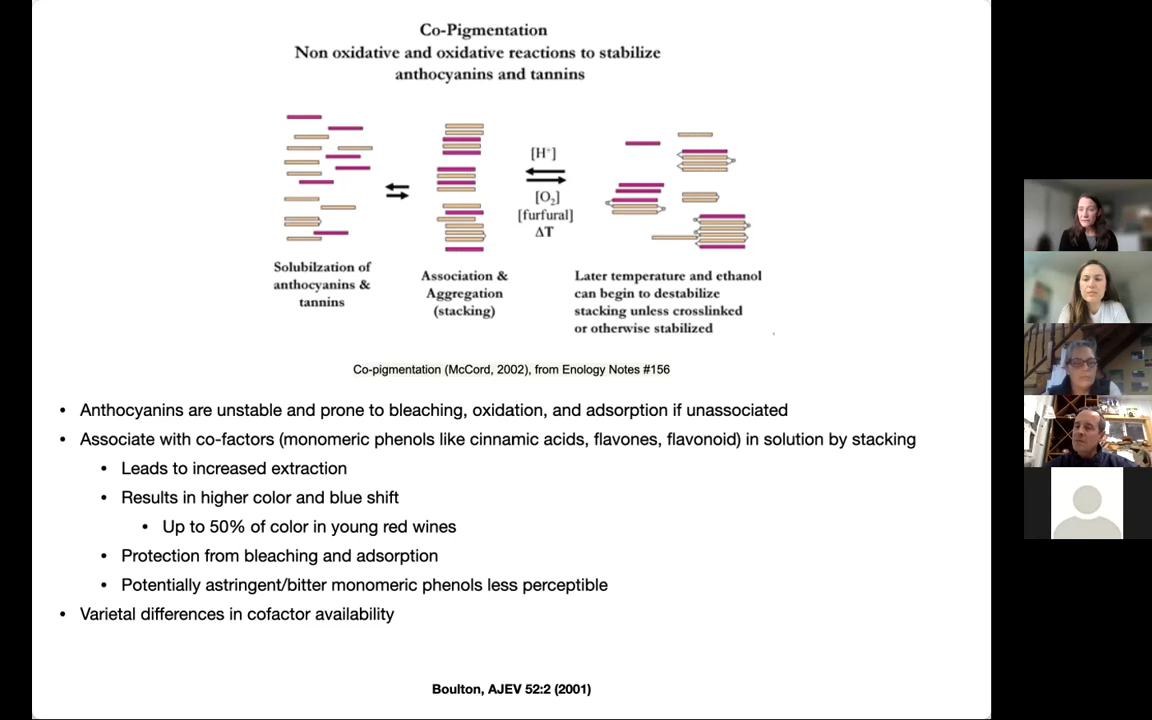 Co-Pigmentation
Non oxidative and oxidative reactions to stabilize
anthocyanins and tannins
[H+]
[O2]
[furfural]
ΔT
Solubilzation of
anthocyanins &
tannins
Association &
Aggregation
(stacking)
Later temperature and ethanol
can begin to destabilize
stacking unless crosslinked
or otherwise stabilized
Co-pigmentation (McCord, 2002), from Enology Notes #156
• Anthocyanins are unstable and prone to bleaching, oxidation, and adsorption if unassociated
• Associate with co-factors (monomeric phenols like cinnamic acids, flavones, flavonoid) in solution by stacking
• Leads to increased extraction
• Results in higher color and blue shift
• Up to 50% of color in young red wines
• Protection from bleaching and adsorption
• Potentially astringent/bitter monomeric phenols less perceptible
• Varietal differences in cofactor availability
Boulton, AJEV 52:2 (2001)